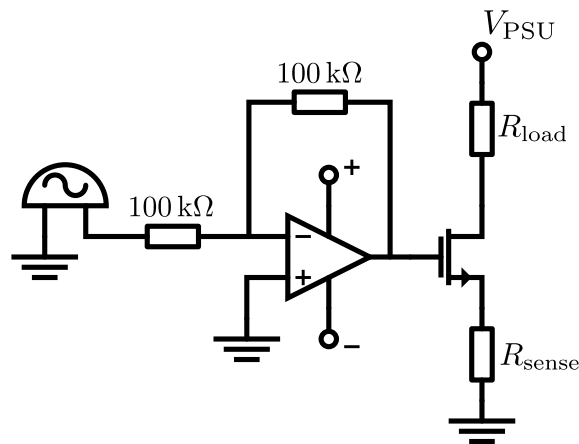 V_PSU
100 kΩ
R_load
+
100 kΩ
−
+
−
R_sense